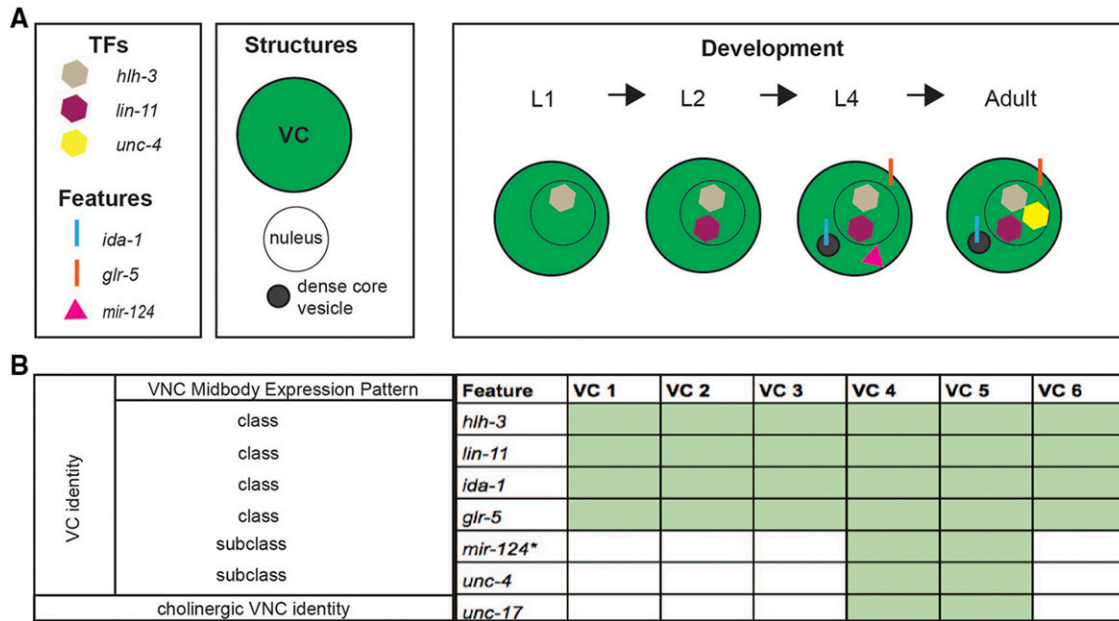 A
TFs
hlh-3
lin-11
unc-4
Features
ida-1
glr-5
mir-124
Structures
VC
nuleus
dense core
vesicle
Development
L1
L2
L4
Adult
B
VC identity
VNC Midbody Expression Pattern Feature VC 1 VC 2 VC 3 VC 4 VC 5 VC 6
class hlh-3
class lin-11
class ida-1
class glr-5
subclass mir-124*
subclass unc-4
cholinergic VNC identity unc-17